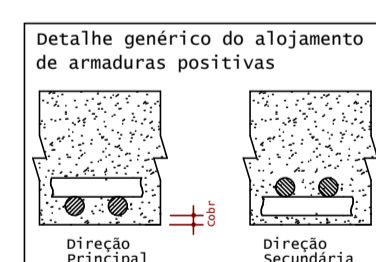 Detalhe genérico do alojamento
de armaduras positivas
Cobr
Direção
Principal
Direção
Secundária